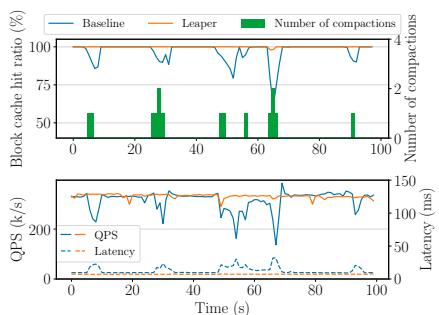 Baseline Leaper Number of compactions
Block cache hit ratio (%)
100
75
50
4
2
0
Number of compactions
0 20 40 60 80 100
QPS (k/s)
200
0
QPS
Latency
150
100
50
0
Latency (ms)
0 20 40 60 80 100
Time (s)